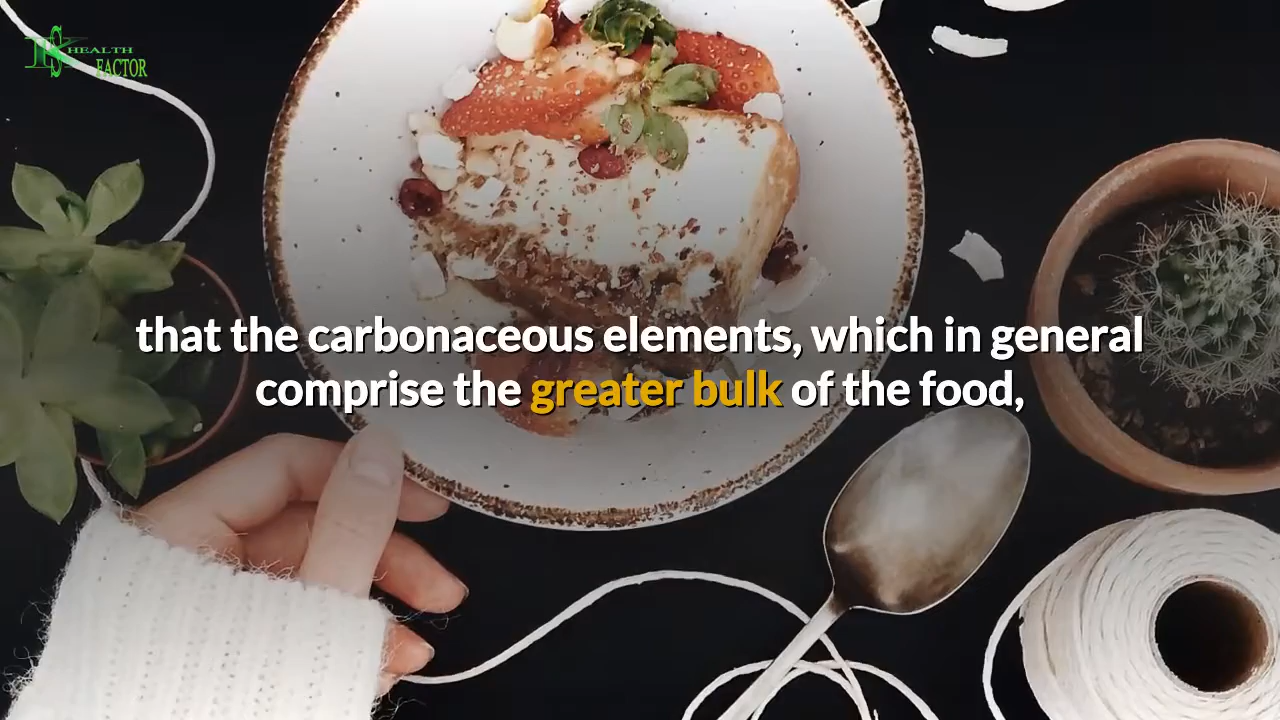 HEALTH
FACTOR
that the carbonaceous elements, which in general
comprise the greater bulk of the food,